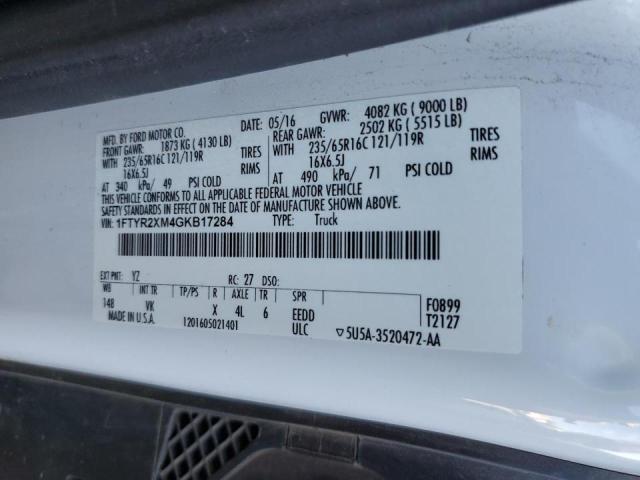 MFD. BY FORD MOTOR CO.
DATE: 05/16 GVWR: 4082 KG ( 9000 LB)
FRONT GAWR: 1873 KG ( 4130 LB) REAR GAWR: 2502 KG ( 5515 LB)
WITH 235/65R16C 121/119R TIRES WITH 235/65R16C 121/119R TIRES
16X6.5J RIMS 16X6.5J RIMS
AT 340 kPa/ 49 PSI COLD AT 490 kPa/ 71 PSI COLD
THIS VEHICLE CONFORMS TO ALL APPLICABLE FEDERAL MOTOR VEHICLE
SAFETY STANDARDS IN EFFECT ON THE DATE OF MANUFACTURE SHOWN ABOVE.
VIN: 1FTYR2XM4GKB17284 TYPE: Truck
EXT PNT: YZ RC: 27 DSO:
WB INT TR TP/PS R AXLE TR SPR
148 VK X 4L 6 EEDD F0899
MADE IN U.S.A. 1201605021401 ULC T2127
▽5U5A-3520472-AA